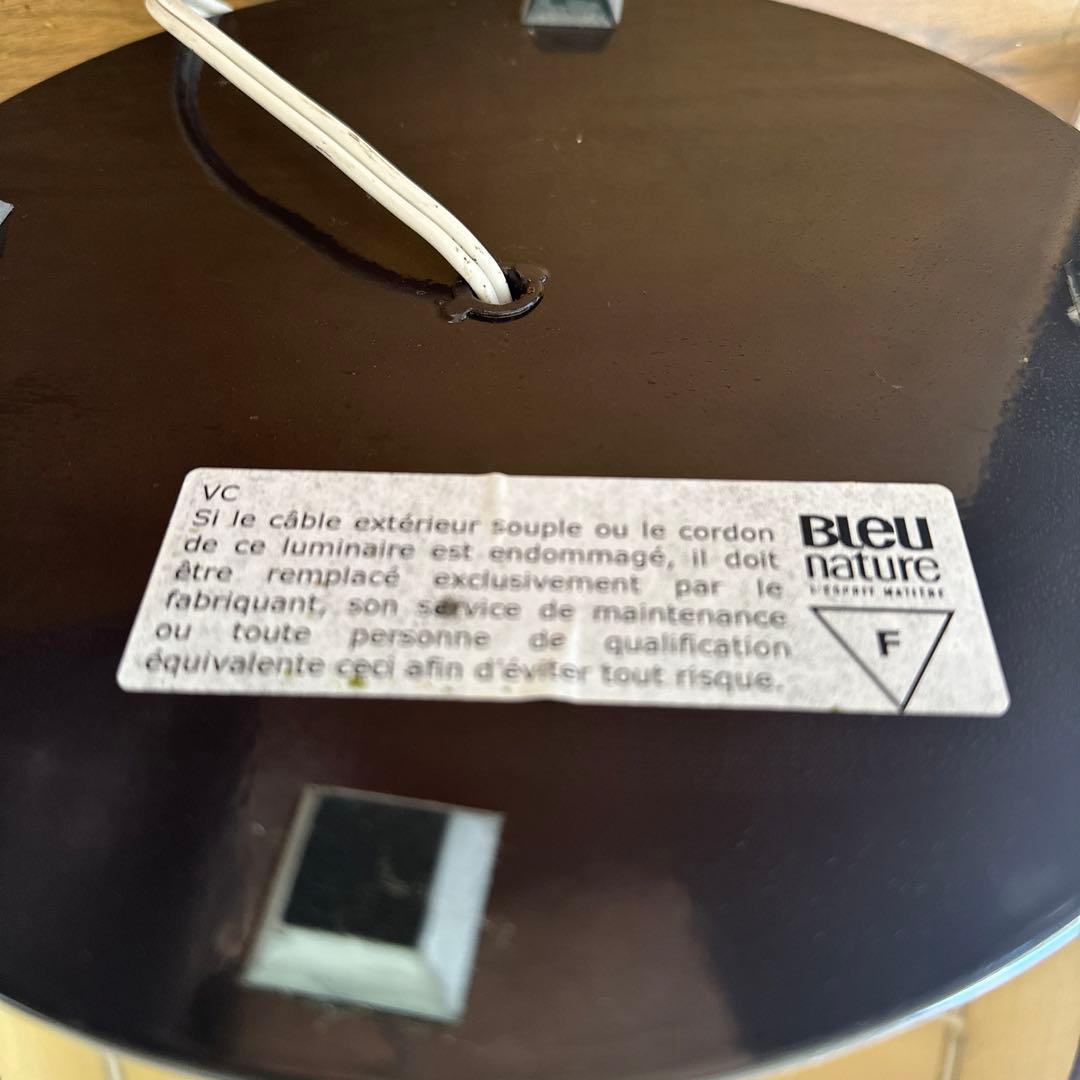 VC
Si le câble extérieur souple ou le cordon
de ce luminaire est endommagé, il doit
être remplacé exclusivement par le
fabriquant, son service de maintenance
ou toute personne de qualification
équivalente ceci afin d'éviter tout risque.
BLeu
nature
L'ESPRIT MATIÈRE
F